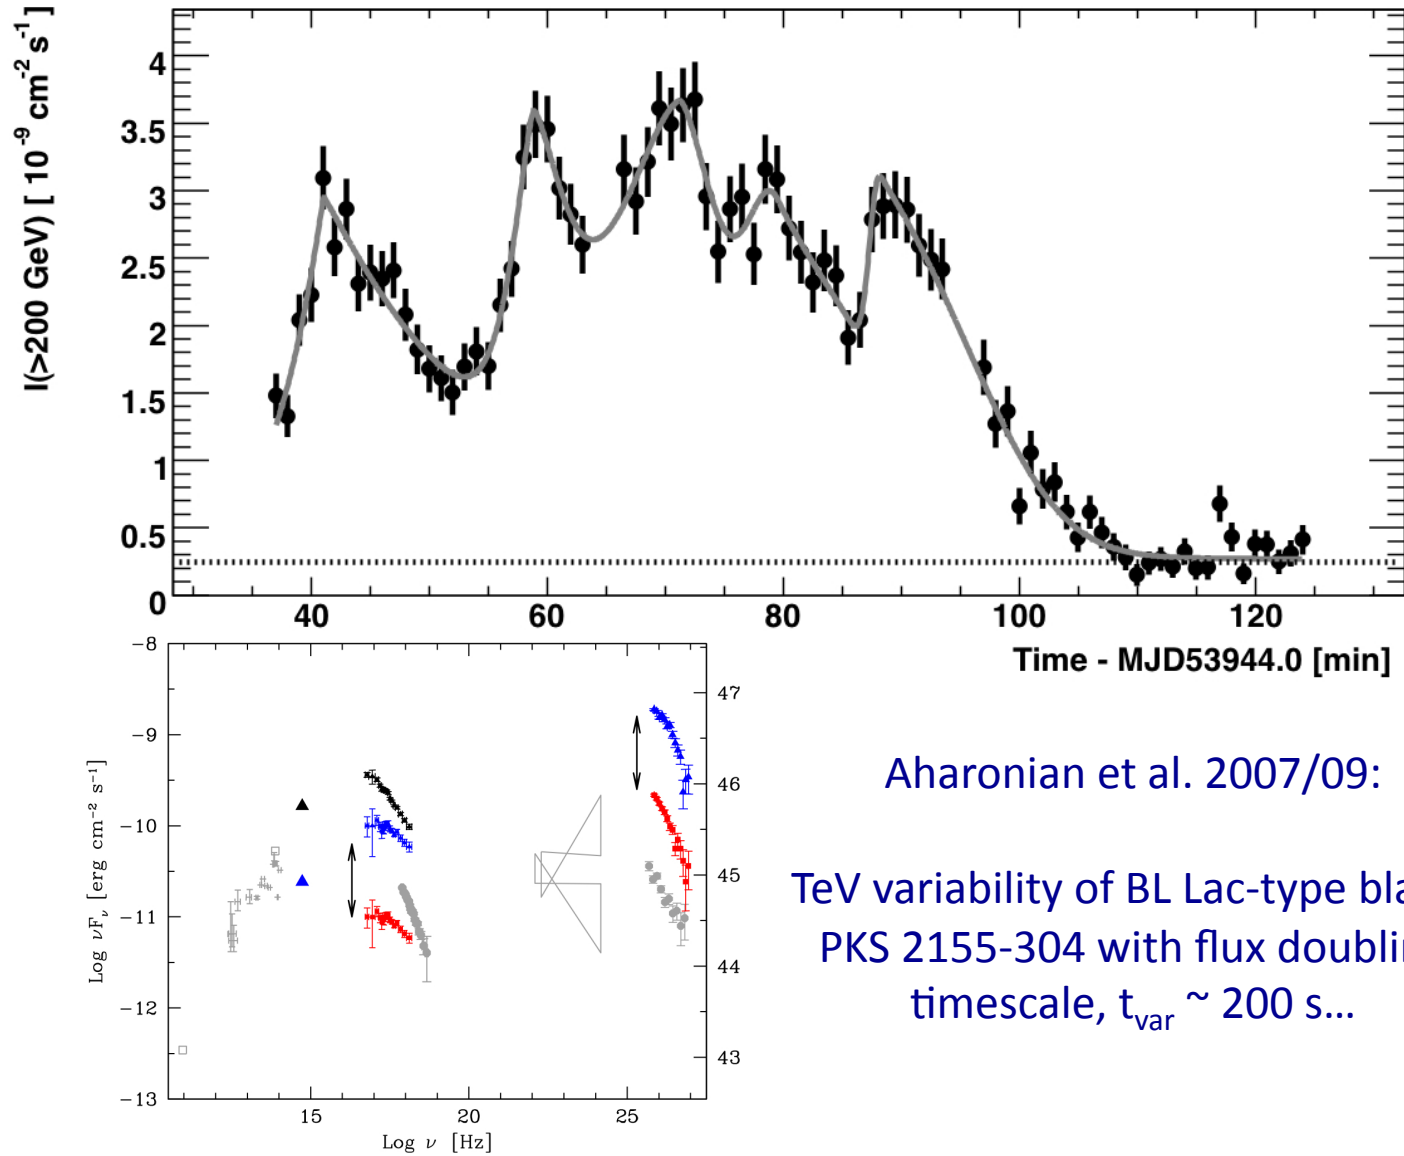 I(>200 GeV) [ 10⁻⁹ cm⁻² s⁻¹]
4
3.5
3
2.5
2
1.5
1
0.5
0
40 60 80 100 120
Time - MJD53944.0 [min]
Log νFν [erg cm⁻² s⁻¹]
−8
−9
−10
−11
−12
−13
47
46
45
44
43
15 20 25
Log ν [Hz]
Aharonian et al. 2007/09:
TeV variability of BL Lac-type bla
PKS 2155-304 with flux doublin
timescale, tvar ~ 200 s...